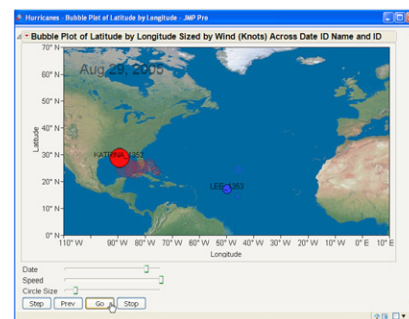 Hurricanes - Bubble Plot of Latitude by Longitude - JMP Pro
Bubble Plot of Latitude by Longitude Sized by Wind (Knots) Across Date ID Name and ID
70° N
Aug 29, 2005
60° N
50° N
40° N
Latitude
30° N
KATRINA, 1352
20° N
LEE, 1353
10° N
0° N
110° W 90° W 80° W 70° W 60° W 50° W 40° W 30° W 20° W 10° W 0° E 10° E
Longitude
Date
Speed
Circle Size
Step Prev Go Stop